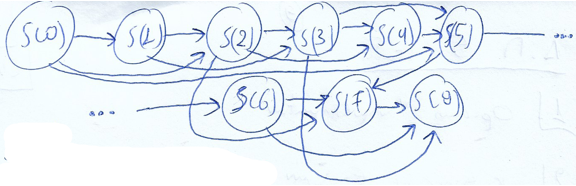 S(0) S(1) S(2) S(3) S(4) S(5) ...
... S(6) S(7) S(8)